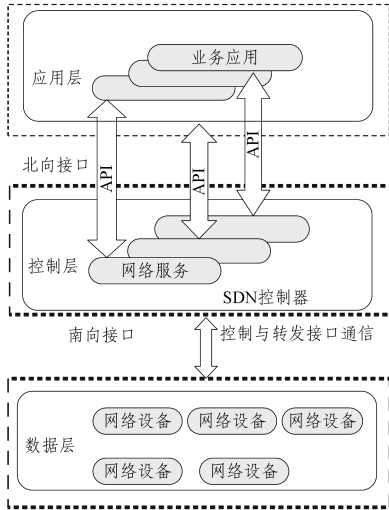 业务应用
应用层
北向接口
API
API
API
控制层
网络服务
SDN控制器
南向接口
控制与转发接口通信
网络设备 网络设备 网络设备
数据层
网络设备 网络设备